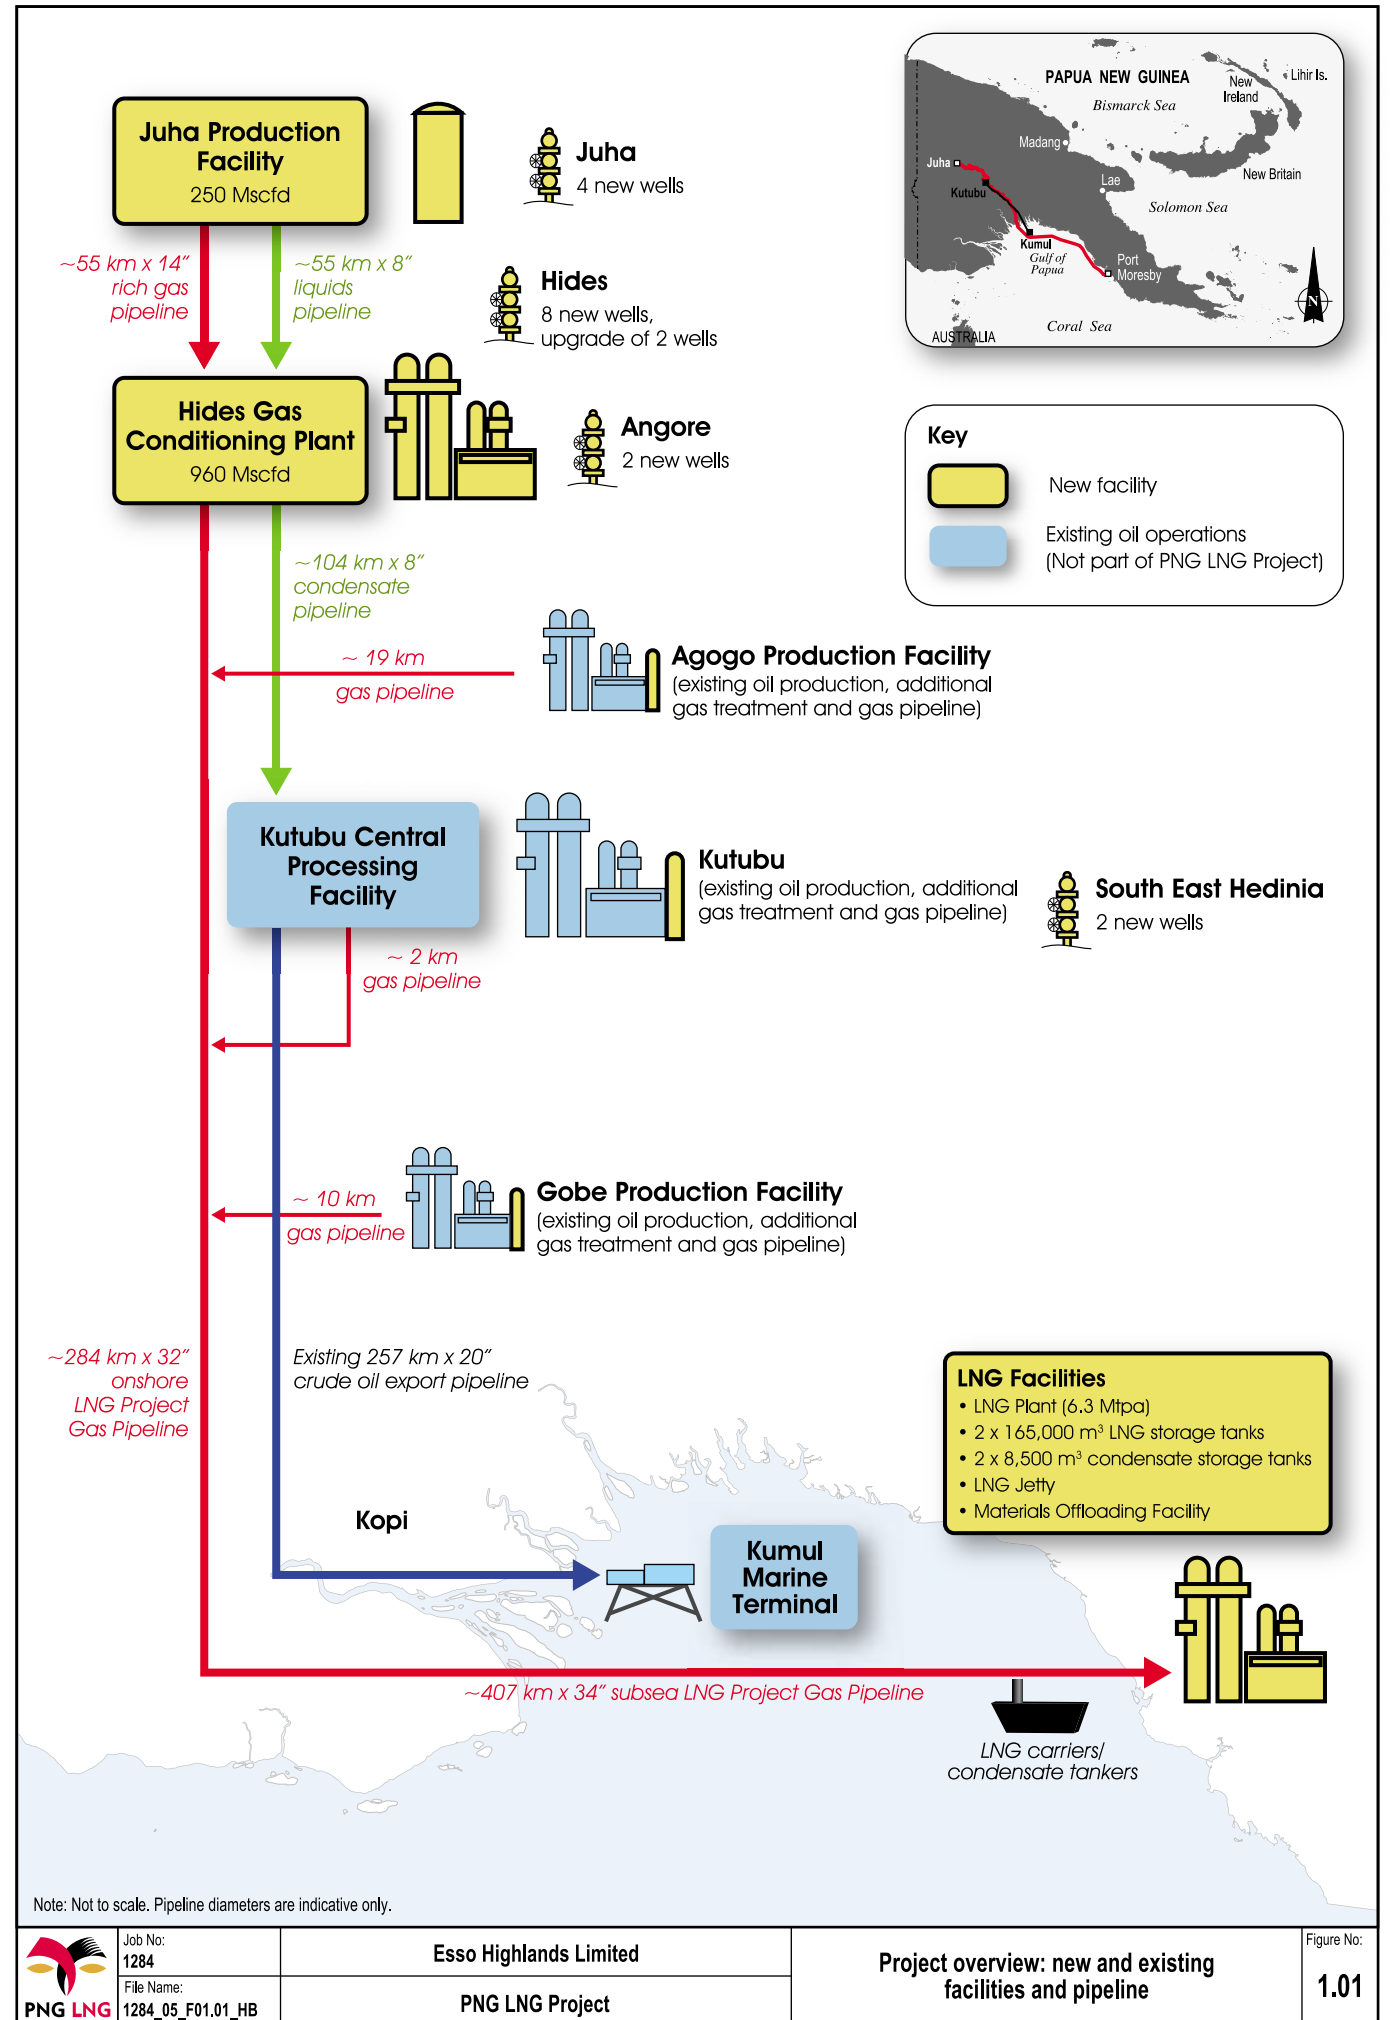 Juha Production
Facility
250 Mscfd
Juha
4 new wells
~55 km x 14”
rich gas
pipeline
~55 km x 8”
liquids
pipeline
Hides
8 new wells,
upgrade of 2 wells
Hides Gas
Conditioning Plant
960 Mscfd
Angore
2 new wells
PAPUA NEW GUINEA
Bismarck Sea
New
Ireland
Lihir Is.
Madang
Juha
Lae
New Britain
Kutubu
Solomon Sea
Kumul
Gulf of
Papua
Port
Moresby
N
Coral Sea
AUSTRALIA
Key
New facility
Existing oil operations
(Not part of PNG LNG Project)
~104 km x 8”
condensate
pipeline
~ 19 km
gas pipeline
Agogo Production Facility
(existing oil production, additional
gas treatment and gas pipeline)
Kutubu Central
Processing
Facility
Kutubu
(existing oil production, additional
gas treatment and gas pipeline)
South East Hedinia
2 new wells
~ 2 km
gas pipeline
~ 10 km
gas pipeline
Gobe Production Facility
(existing oil production, additional
gas treatment and gas pipeline)
~284 km x 32”
onshore
LNG Project
Gas Pipeline
Existing 257 km x 20”
crude oil export pipeline
LNG Facilities
• LNG Plant (6.3 Mtpa)
• 2 x 165,000 m³ LNG storage tanks
• 2 x 8,500 m³ condensate storage tanks
• LNG Jetty
• Materials Offloading Facility
Kopi
Kumul
Marine
Terminal
~407 km x 34” subsea LNG Project Gas Pipeline
LNG carriers/
condensate tankers
Note: Not to scale. Pipeline diameters are indicative only.
PNG LNG
Job No:
1284
File Name:
1284_05_F01.01_HB
Esso Highlands Limited
PNG LNG Project
Project overview: new and existing
facilities and pipeline
Figure No:
1.01